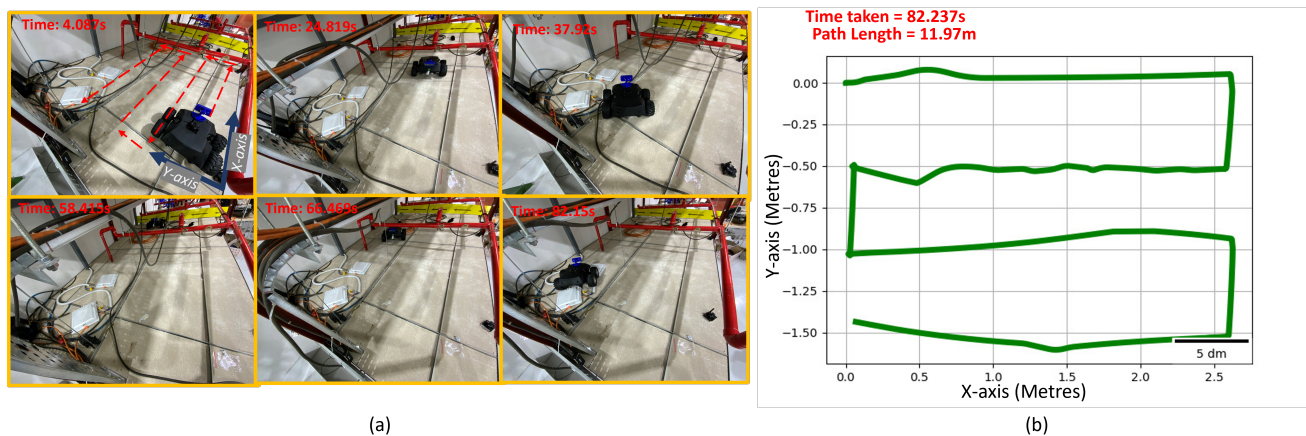 Time: 4.087s
Time: 24.819s
Time: 37.92s
X-axis
Y-axis
Time: 58.415s
Time: 66.469s
Time: 82.15s
(a)
Time taken = 82.237s
Path Length = 11.97m
0.00
−0.25
−0.50
−0.75
−1.00
−1.25
−1.50
Y-axis (Metres)
5 dm
0.0 0.5 1.0 1.5 2.0 2.5
X-axis (Metres)
(b)